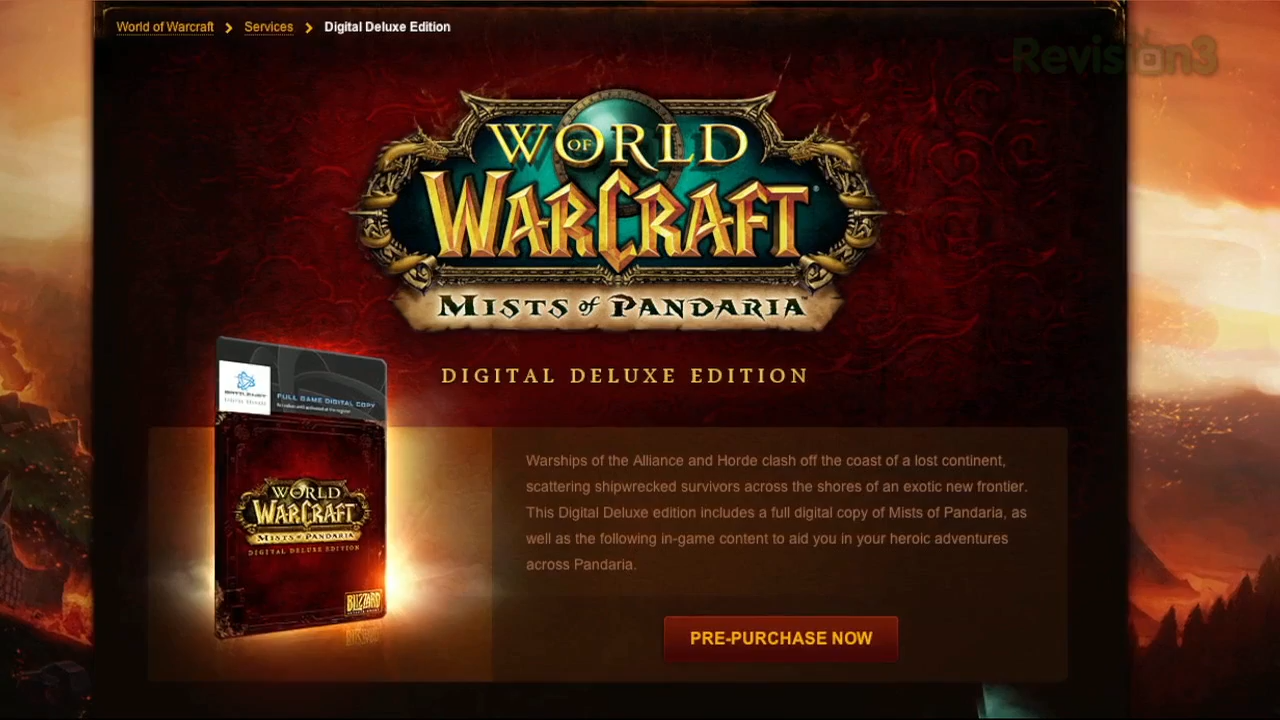 World of Warcraft > Services > Digital Deluxe Edition
Revision3
WORLD
OF
WARCRAFT
MISTS of PANDARIA™
DIGITAL DELUXE EDITION
FULL GAME DIGITAL COPY
WORLD
WARCRAFT
MISTS of PANDARIA
DIGITAL DELUXE EDITION
BLIZZARD
Warships of the Alliance and Horde clash off the coast of a lost continent,
scattering shipwrecked survivors across the shores of an exotic new frontier.
This Digital Deluxe edition includes a full digital copy of Mists of Pandaria, as
well as the following in-game content to aid you in your heroic adventures
across Pandaria.
PRE-PURCHASE NOW